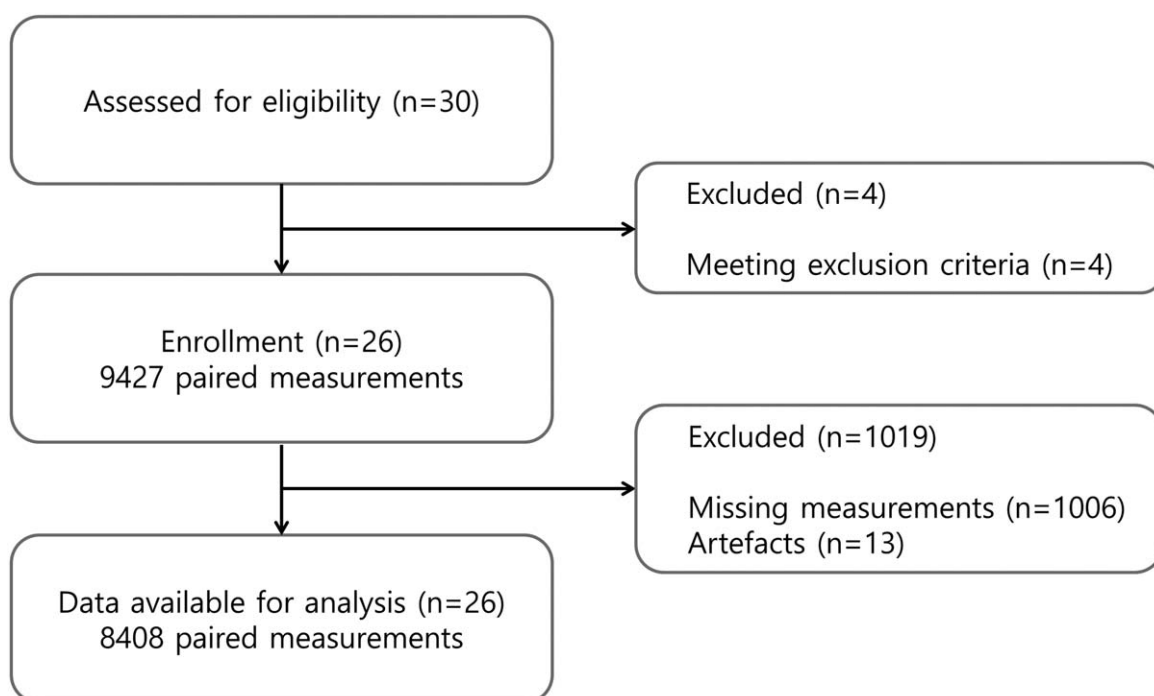 Assessed for eligibility (n=30)
Excluded (n=4)
Meeting exclusion criteria (n=4)
Enrollment (n=26)
9427 paired measurements
Excluded (n=1019)
Missing measurements (n=1006)
Artefacts (n=13)
Data available for analysis (n=26)
8408 paired measurements